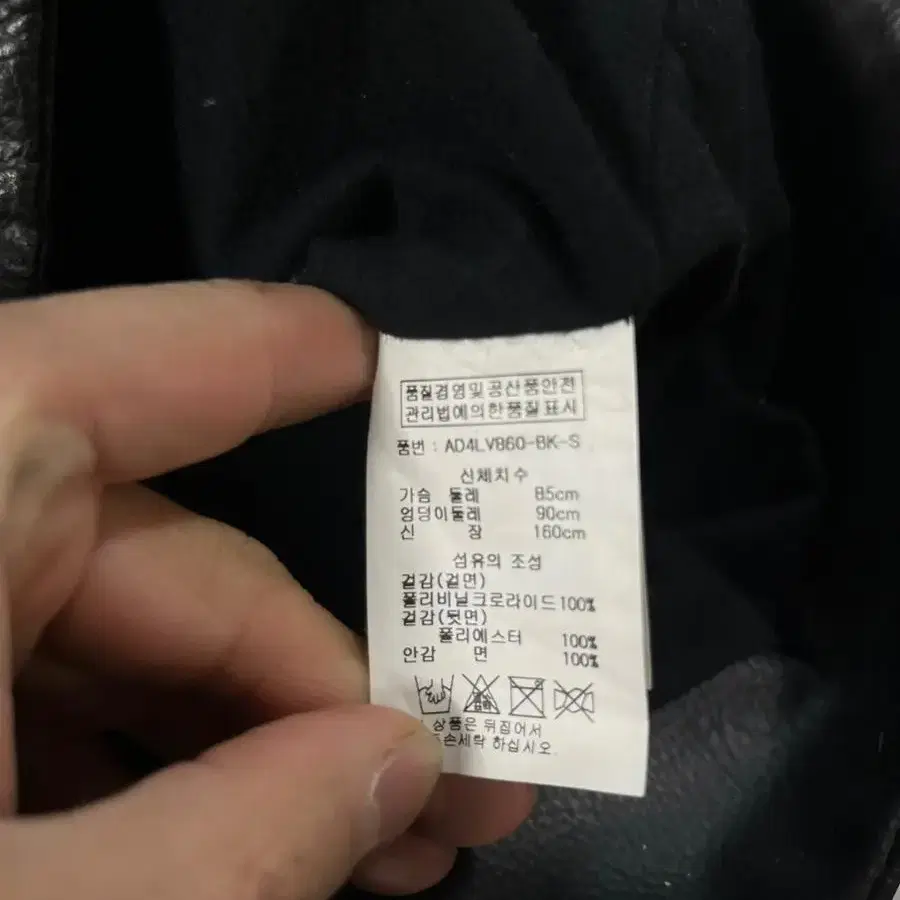 품질경영및공산품안전
관리법에의한품질표시
품번 : AD4LVB60-BK-S
신체치수
가슴 둘레 85cm
엉덩이둘레 90cm
신 장 160cm
섬유의 조성
겉감(겉면)
폴리비닐크로라이드100%
겉감(뒷면)
폴리에스터 100%
안감 면 100%
상품은 뒤집어서
손세탁 하십시오.